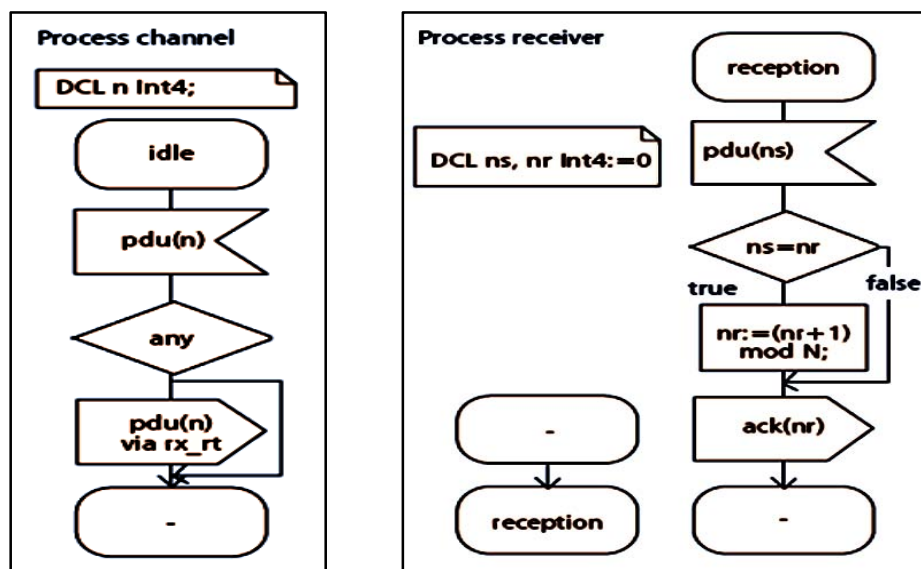 Process channel
DCL n Int4;
idle
pdu(n)
any
pdu(n)
via rx_rt
-
Process receiver
DCL ns, nr Int4:=0
-
reception
reception
pdu(ns)
ns=nr
true
false
nr:=(nr+1)
mod N;
ack(nr)
-